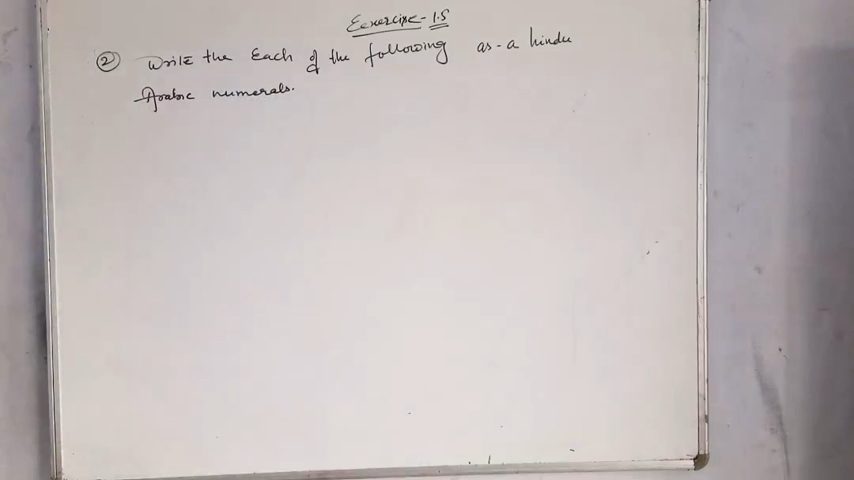 Exercise - 1.5
② Write the Each of the following as - a hindu
Arabic numerals.